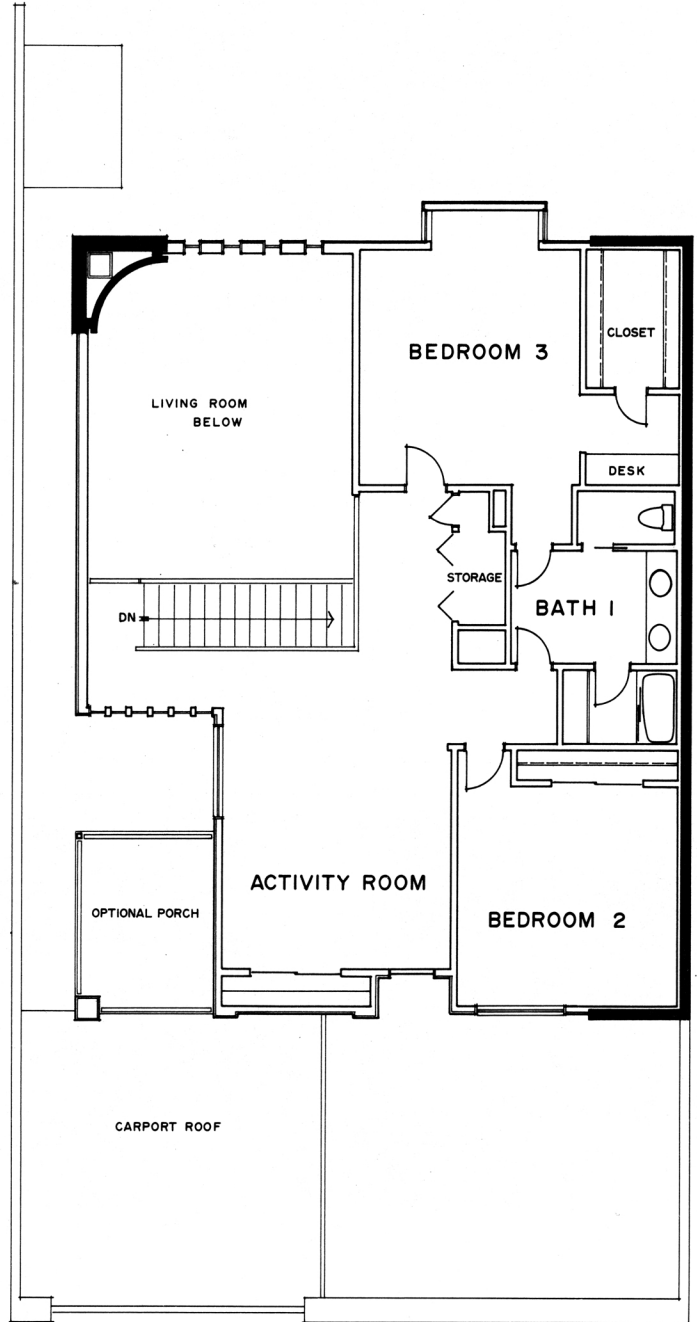 BEDROOM 3
CLOSET
LIVING ROOM
BELOW
DESK
STORAGE
BATH 1
DN
ACTIVITY ROOM
OPTIONAL PORCH
BEDROOM 2
CARPORT ROOF